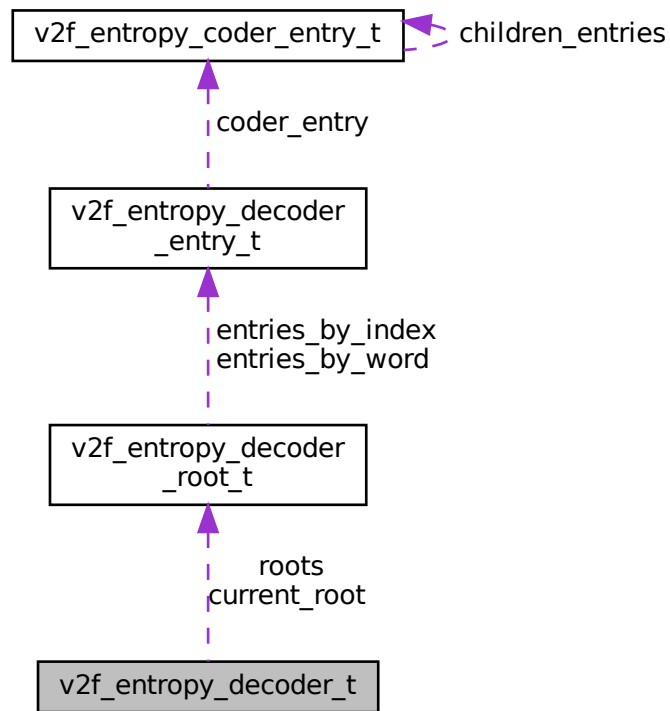 v2f_entropy_coder_entry_t
children_entries
coder_entry
v2f_entropy_decoder
_entry_t
entries_by_index
entries_by_word
v2f_entropy_decoder
_root_t
roots
current_root
v2f_entropy_decoder_t